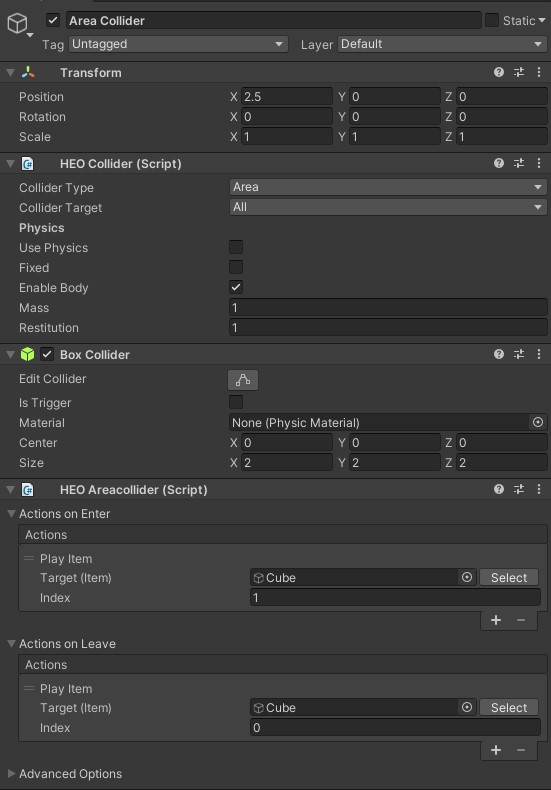 Area Collider Static
Tag Untagged Layer Default
Transform
Position X 2.5 Y 0 Z 0
Rotation X 0 Y 0 Z 0
Scale X 1 Y 1 Z 1
HEO Collider (Script)
Collider Type Area
Collider Target All
Physics
Use Physics
Fixed
Enable Body
Mass 1
Restitution 1
Box Collider
Edit Collider
Is Trigger
Material None (Physic Material)
Center X 0 Y 0 Z 0
Size X 2 Y 2 Z 2
HEO Areacollider (Script)
Actions on Enter
Actions
Play Item
Target (Item) Cube Select
Index 1
Actions on Leave
Actions
Play Item
Target (Item) Cube Select
Index 0
Advanced Options